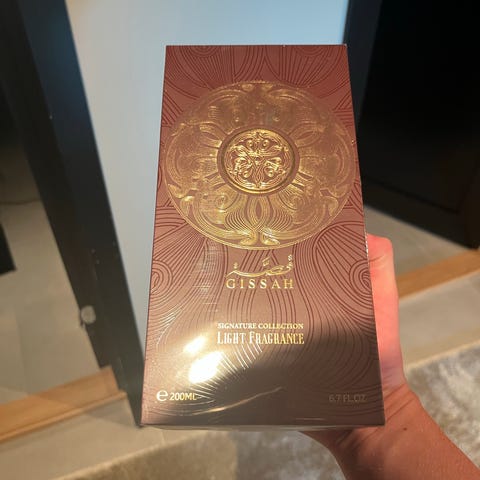 قصة
GISSAH
SIGNATURE COLLECTION
LIGHT FRAGRANCE
e 200ML
6.7 FL.OZ